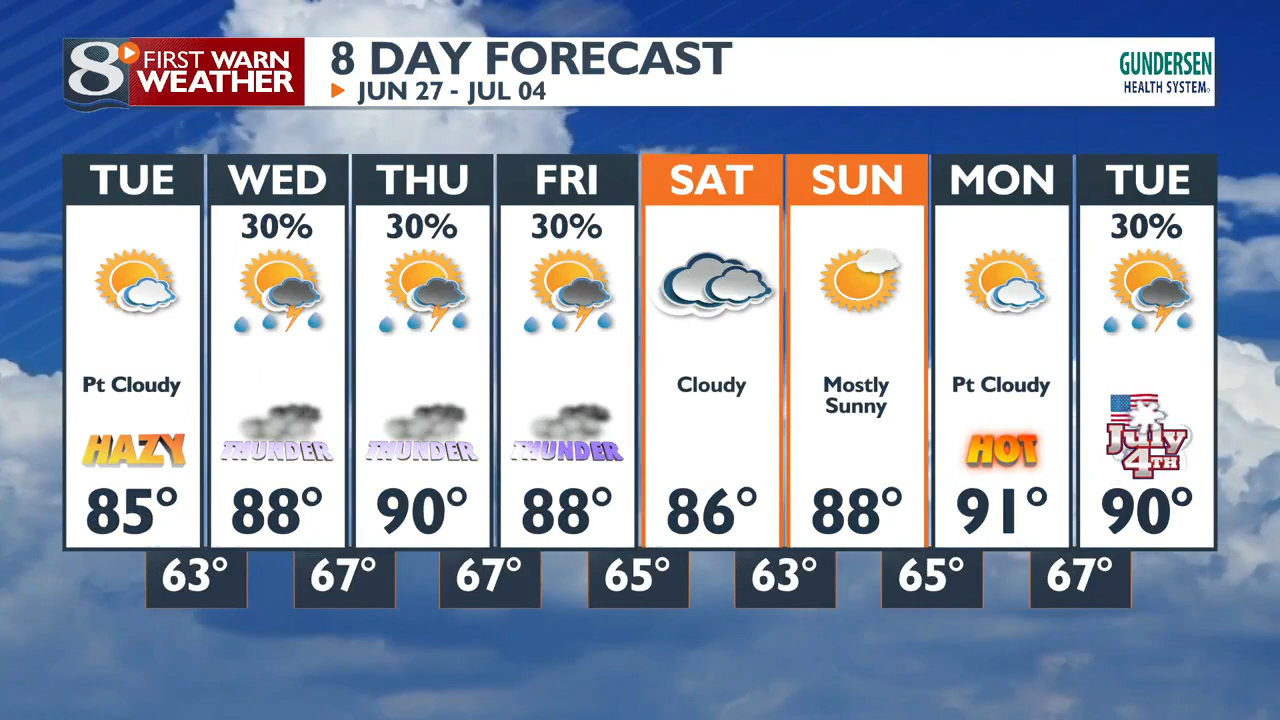 8 FIRST WARN
WEATHER
8 DAY FORECAST
JUN 27 - JUL 04
GUNDERSEN
HEALTH SYSTEM®
TUE
Pt Cloudy
HAZY
85°
WED
30%
THUNDER
88°
THU
30%
THUNDER
90°
FRI
30%
THUNDER
88°
SAT
Cloudy
86°
SUN
Mostly
Sunny
88°
MON
Pt Cloudy
HOT
91°
TUE
30%
July
4TH
90°
63° 67° 67° 65° 63° 65° 67°